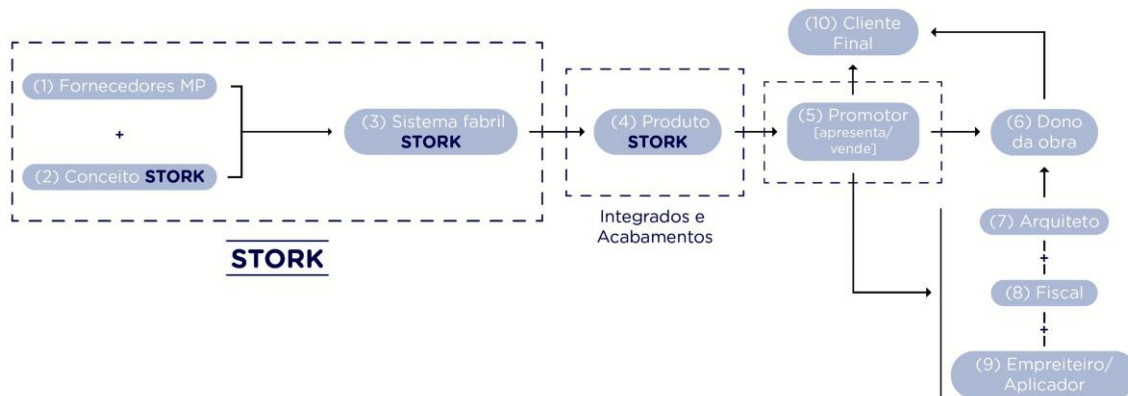 (1) Fornecedores MP
+
(2) Conceito STORK
(3) Sistema fabril
STORK
STORK
(4) Produto
STORK
Integrados e
Acabamentos
(5) Promotor
[apresenta/
vende]
(10) Cliente
Final
(6) Dono
da obra
(7) Arquiteto
+
(8) Fiscal
+
(9) Empreiteiro/
Aplicador